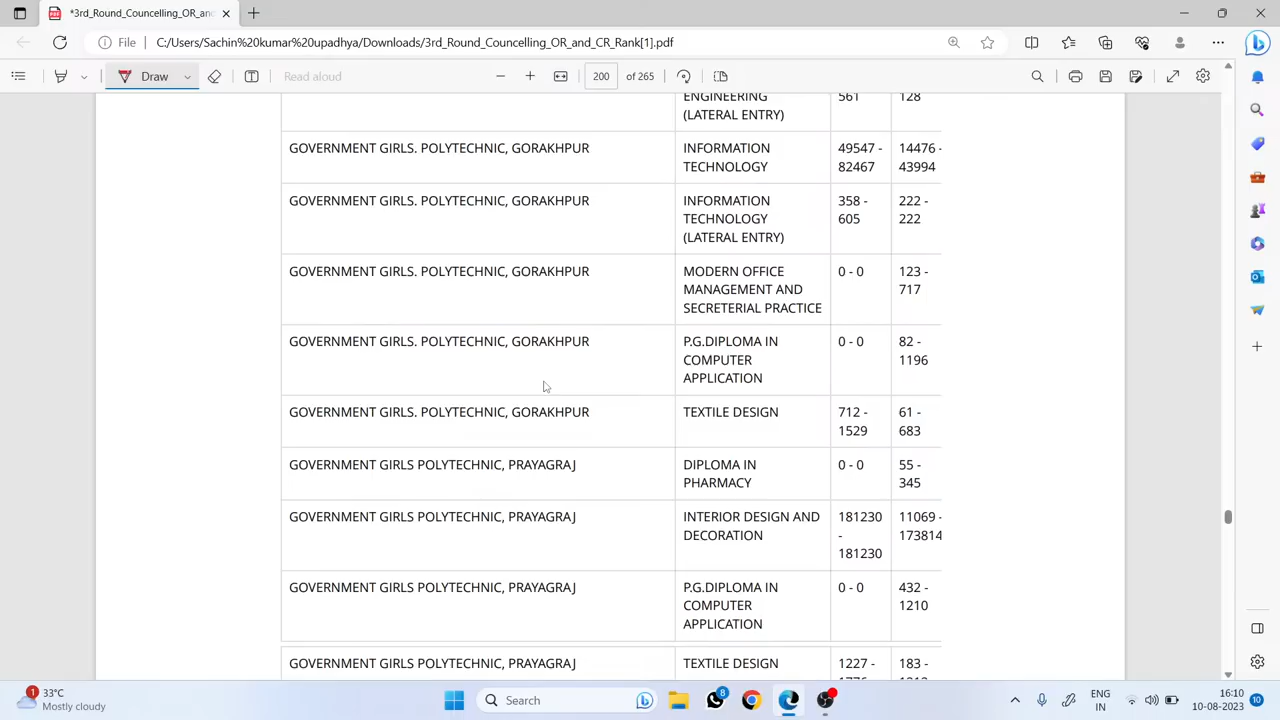 *3rd_Round_Councelling_OR_and
File C:/Users/Sachin%20kumar%20upadhya/Downloads/3rd_Round_Councelling_OR_and_CR_Rank[1].pdf
Draw Read aloud 200 of 265
ENGINEERING 561 128
(LATERAL ENTRY)
GOVERNMENT GIRLS. POLYTECHNIC, GORAKHPUR INFORMATION 49547 - 14476 -
TECHNOLOGY 82467 43994
GOVERNMENT GIRLS. POLYTECHNIC, GORAKHPUR INFORMATION 358 - 222 -
TECHNOLOGY 605 222
(LATERAL ENTRY)
GOVERNMENT GIRLS. POLYTECHNIC, GORAKHPUR MODERN OFFICE 0 - 0 123 -
MANAGEMENT AND 717
SECRETERIAL PRACTICE
GOVERNMENT GIRLS. POLYTECHNIC, GORAKHPUR P.G.DIPLOMA IN 0 - 0 82 -
COMPUTER 1196
APPLICATION
GOVERNMENT GIRLS. POLYTECHNIC, GORAKHPUR TEXTILE DESIGN 712 - 61 -
1529 683
GOVERNMENT GIRLS POLYTECHNIC, PRAYAGRAJ DIPLOMA IN 0 - 0 55 -
PHARMACY 345
GOVERNMENT GIRLS POLYTECHNIC, PRAYAGRAJ INTERIOR DESIGN AND 181230 11069 -
DECORATION - 173814
181230
GOVERNMENT GIRLS POLYTECHNIC, PRAYAGRAJ P.G.DIPLOMA IN 0 - 0 432 -
COMPUTER 1210
APPLICATION
GOVERNMENT GIRLS POLYTECHNIC, PRAYAGRAJ TEXTILE DESIGN 1227 - 183 -
1
33°C
Mostly cloudy
Search
8
ENG
IN
16:10
10-08-2023
10